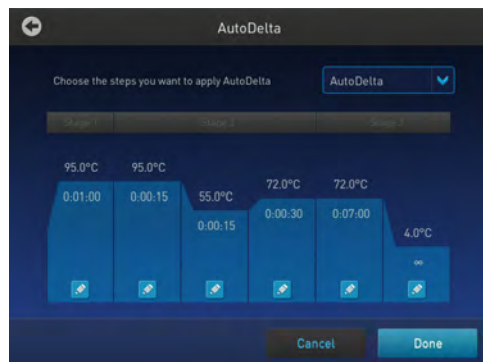 AutoDelta
Choose the steps you want to apply AutoDelta
AutoDelta
Stage 1 Stage 2 Stage 3
95.0°C 95.0°C 55.0°C 72.0°C 72.0°C 4.0°C
0:01:00 0:00:15 0:00:15 0:00:30 0:07:00 ∞
Cancel Done